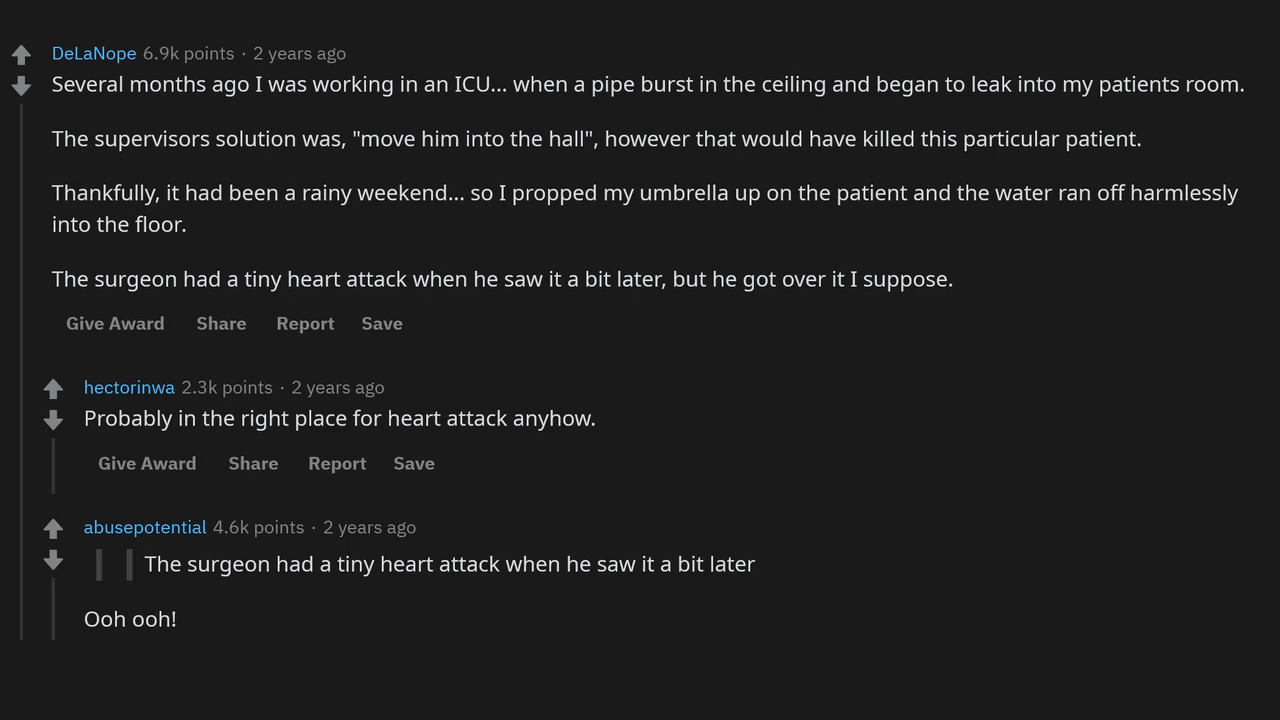 DeLaNope 6.9k points · 2 years ago
Several months ago I was working in an ICU... when a pipe burst in the ceiling and began to leak into my patients room.
The supervisors solution was, "move him into the hall", however that would have killed this particular patient.
Thankfully, it had been a rainy weekend... so I propped my umbrella up on the patient and the water ran off harmlessly
into the floor.
The surgeon had a tiny heart attack when he saw it a bit later, but he got over it I suppose.
Give Award Share Report Save
hectorinwa 2.3k points · 2 years ago
Probably in the right place for heart attack anyhow.
Give Award Share Report Save
abusepotential 4.6k points · 2 years ago
The surgeon had a tiny heart attack when he saw it a bit later
Ooh ooh!